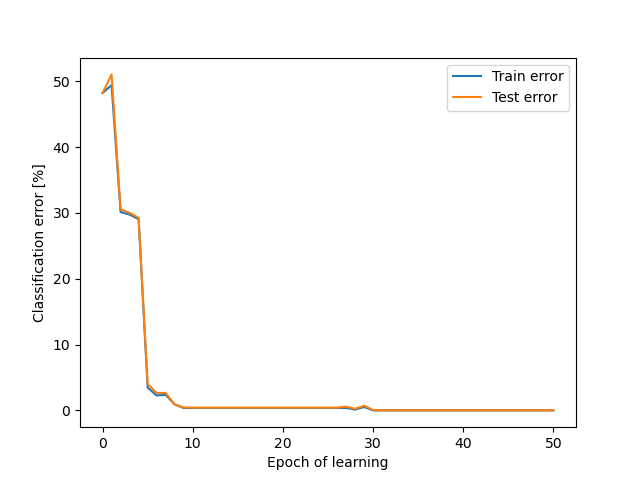 Train error
Test error
50
40
30
20
10
0
Classification error [%]
0 10 20 30 40 50
Epoch of learning